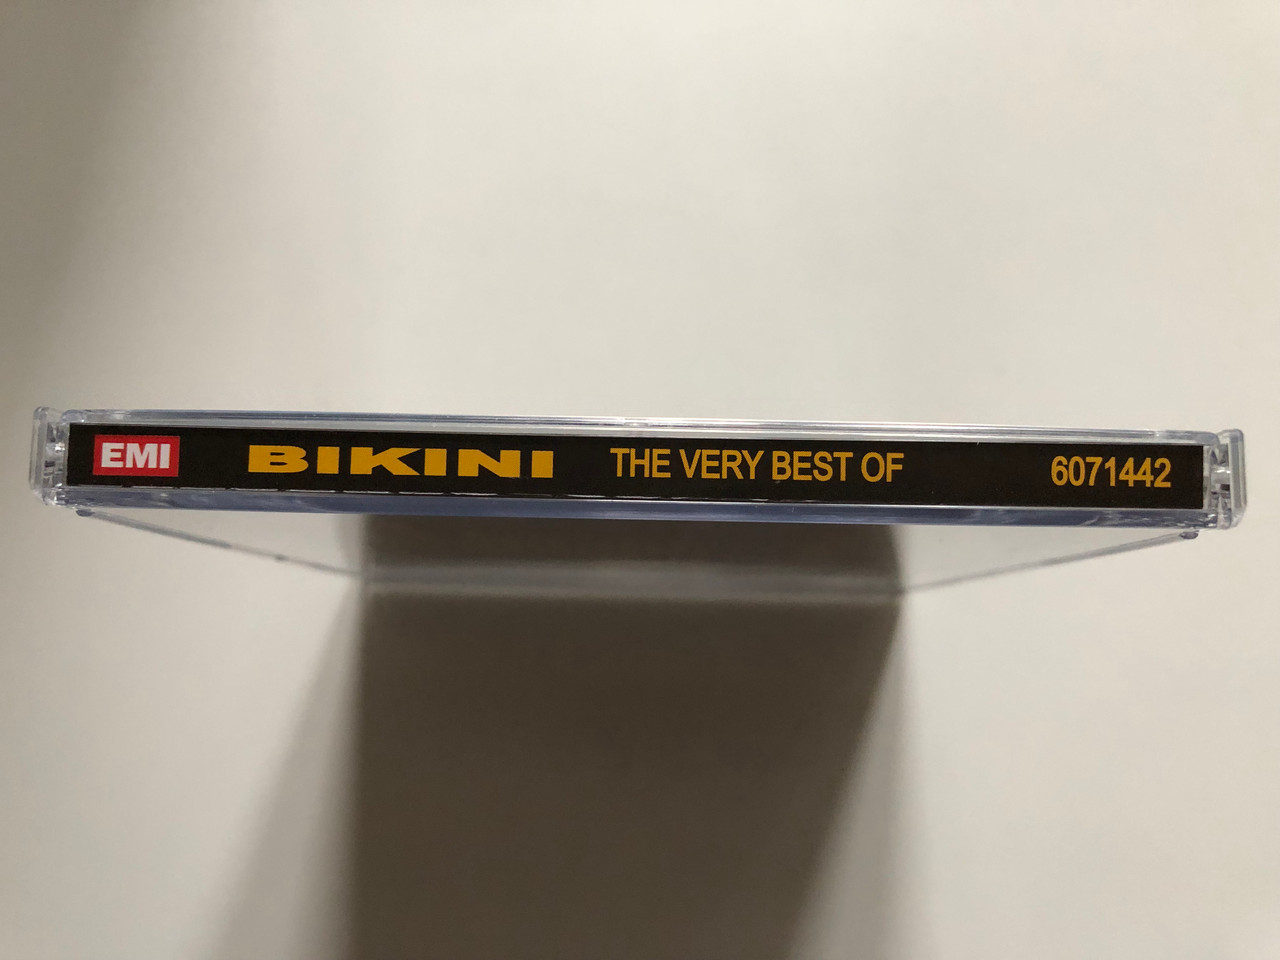 EMI BIKINI THE VERY BEST OF 6071442